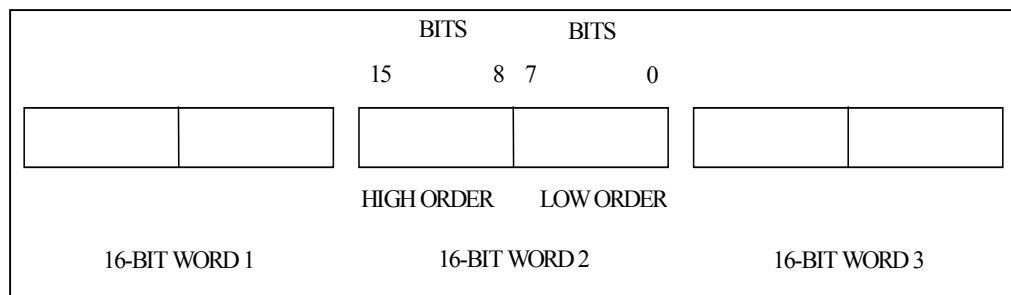 BITS BITS
15 8 7 0
HIGH ORDER LOW ORDER
16-BIT WORD 1 16-BIT WORD 2 16-BIT WORD 3